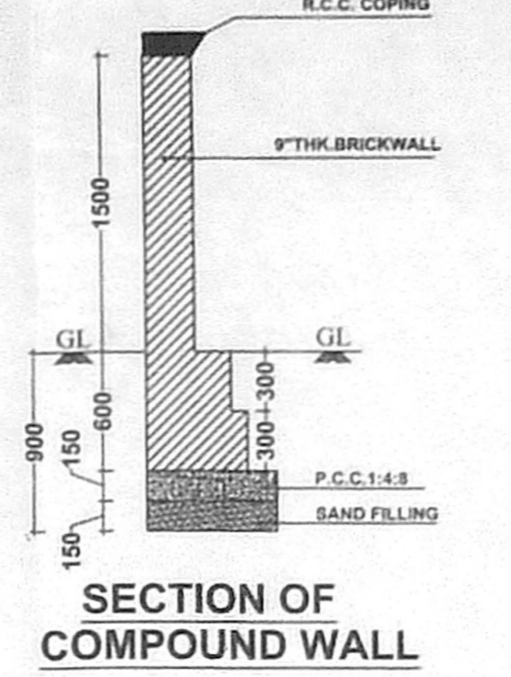 R.C.C. COPING
9"THK.BRICKWALL
1500
GL
GL
300
600
900
150
300
P.C.C.1:4:8
SAND FILLING
150
SECTION OF
COMPOUND WALL